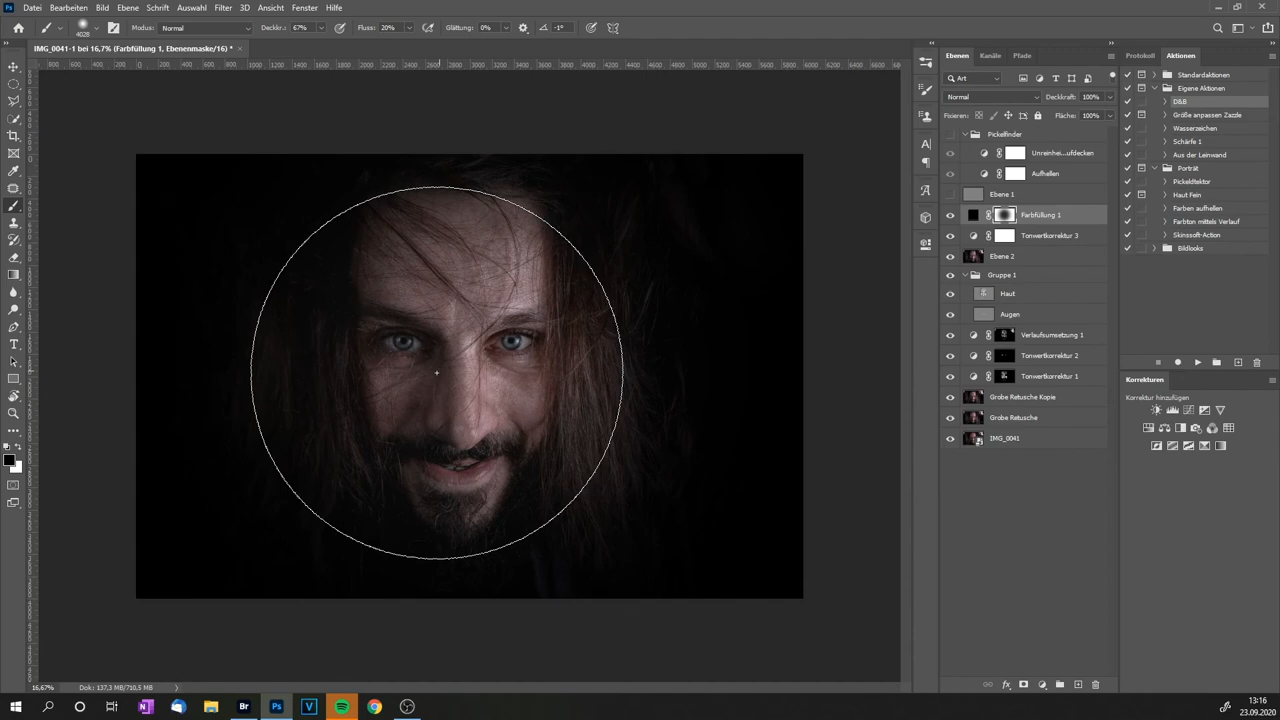 Datei Bearbeiten Bild Ebene Schrift Auswahl Filter 3D Ansicht Fenster Hilfe
4028 Modus: Normal Deckkr.: 67% Fluss: 20% Glättung: 0% -1°
IMG_0041-1 bei 16,7% (Farbfüllung 1, Ebenenmaske/16) *
Ebenen Kanäle Pfade
Protokoll Aktionen
Art
Normal Deckkraft: 100%
Fixieren: Fläche: 100%
Pickelfinder
Unreinhe...ufdecken
Aufhellen
Ebene 1
Farbfüllung 1
Tonwertkorrektur 3
Ebene 2
Gruppe 1
Haut
Augen
Verlaufsumsetzung 1
Tonwertkorrektur 2
Tonwertkorrektur 1
Grobe Retusche Kopie
Grobe Retusche
IMG_0041
Standardaktionen
Eigene Aktionen
D&B
Größe anpassen Zazzle
Wasserzeichen
Schärfe 1
Aus der Leinwand
Porträt
Pickeldtektor
Haut Fein
Farben aufhellen
Farbton mittels Verlauf
Skinssoft-Action
Bildlooks
Korrekturen
Korrektur hinzufügen
16,67% Dok: 137,3 MB/710,5 MB
13:16
23.09.2020